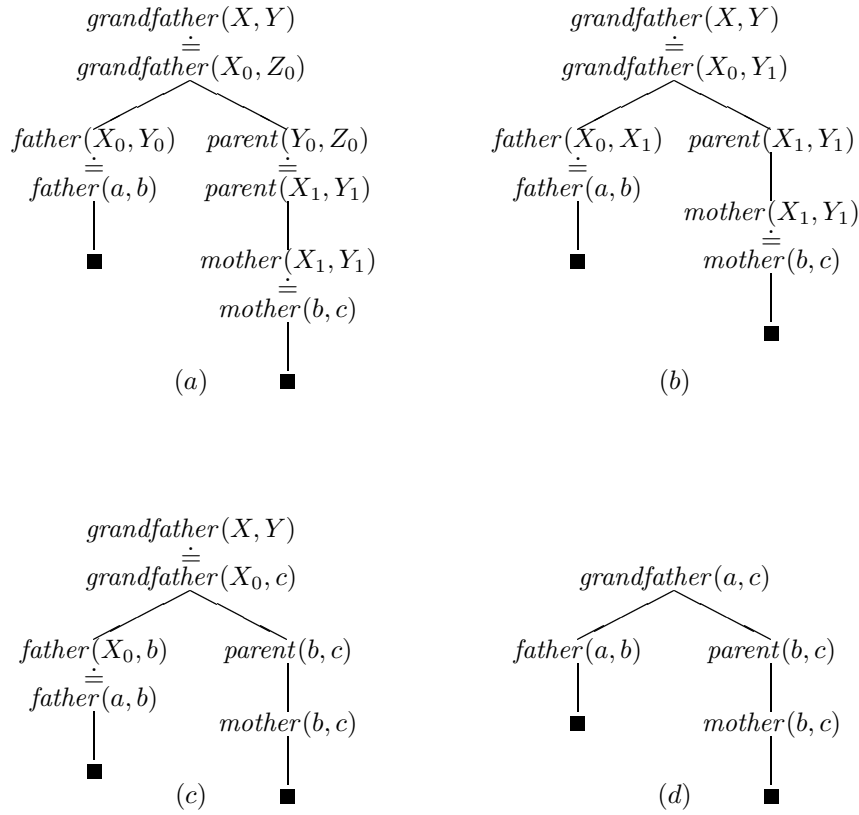 grandfather(X, Y)
≐
grandfather(X₀, Z₀)
father(X₀, Y₀) parent(Y₀, Z₀)
≐ ≐
father(a, b) parent(X₁, Y₁)
mother(X₁, Y₁)
≐
mother(b, c)
(a)
grandfather(X, Y)
≐
grandfather(X₀, Y₁)
father(X₀, X₁) parent(X₁, Y₁)
≐
father(a, b)
mother(X₁, Y₁)
≐
mother(b, c)
(b)
grandfather(X, Y)
≐
grandfather(X₀, c)
father(X₀, b) parent(b, c)
≐
father(a, b)
mother(b, c)
(c)
grandfather(a, c)
father(a, b) parent(b, c)
mother(b, c)
(d)